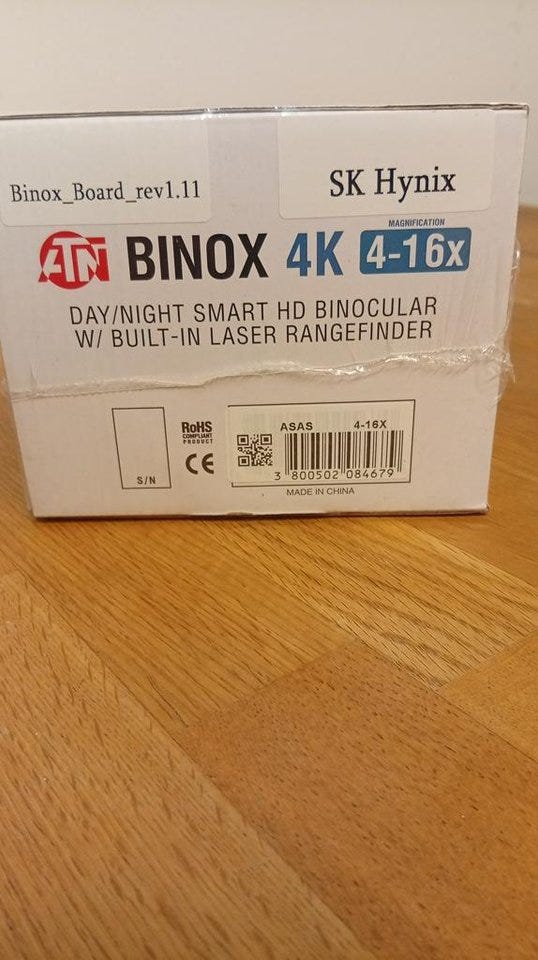 Binox_Board_rev1.11
SK Hynix
MAGNIFICATION
ATN BINOX 4K 4-16x
DAY/NIGHT SMART HD BINOCULAR
W/ BUILT-IN LASER RANGEFINDER
S/N
RoHS
COMPLIANT
PRODUCT
CE
ASAS 4-16X
3 800502 084679
MADE IN CHINA